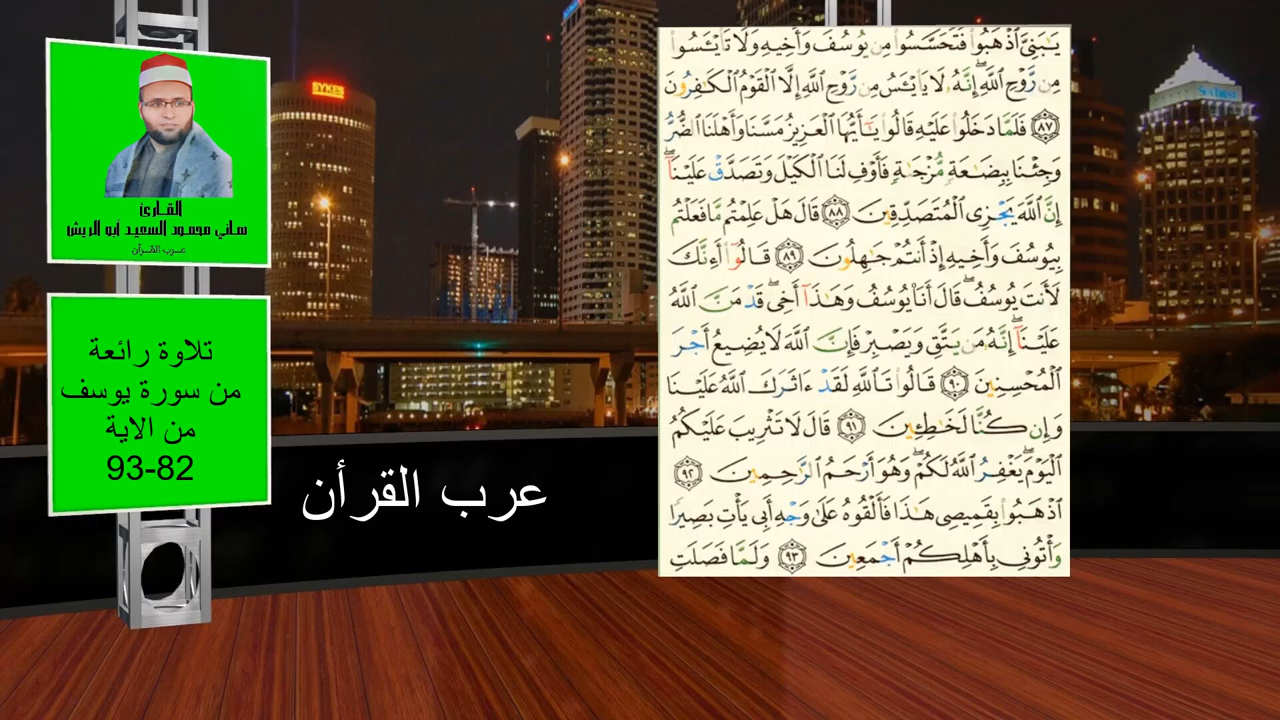 القارئ
ساني محمود السعيد أبو الريش
عرب القرآن
تلاوة رائعة
من سورة يوسف
من الاية
93-82
عرب القرأن
SYKES
SUNTRUST
يَٰبَنِيَّ ٱذْهَبُوا۟ فَتَحَسَّسُوا۟ مِن يُوسُفَ وَأَخِيهِ وَلَا تَا۟يْـَٔسُوا۟
مِن رَّوْحِ ٱللَّهِ ۖ إِنَّهُۥ لَا يَا۟يْـَٔسُ مِن رَّوْحِ ٱللَّهِ إِلَّا ٱلْقَوْمُ ٱلْكَٰفِرُونَ
٨٧ فَلَمَّا دَخَلُوا۟ عَلَيْهِ قَالُوا۟ يَٰٓأَيُّهَا ٱلْعَزِيزُ مَسَّنَا وَأَهْلَنَا ٱلضُّرُّ
وَجِئْنَا بِبِضَٰعَةٍ مُّزْجَىٰةٍ فَأَوْفِ لَنَا ٱلْكَيْلَ وَتَصَدَّقْ عَلَيْنَآ ۖ
إِنَّ ٱللَّهَ يَجْزِى ٱلْمُتَصَدِّقِينَ ٨٨ قَالَ هَلْ عَلِمْتُم مَّا فَعَلْتُم
بِيُوسُفَ وَأَخِيهِ إِذْ أَنتُمْ جَٰهِلُونَ ٨٩ قَالُوٓا۟ أَءِنَّكَ
لَأَنتَ يُوسُفُ ۖ قَالَ أَنَا۠ يُوسُفُ وَهَٰذَآ أَخِى ۖ قَدْ مَنَّ ٱللَّهُ
عَلَيْنَآ ۖ إِنَّهُۥ مَن يَتَّقِ وَيَصْبِرْ فَإِنَّ ٱللَّهَ لَا يُضِيعُ أَجْرَ
ٱلْمُحْسِنِينَ ٩٠ قَالُوا۟ تَٱللَّهِ لَقَدْ ءَاثَرَكَ ٱللَّهُ عَلَيْنَا
وَإِن كُنَّا لَخَٰطِـِٔينَ ٩١ قَالَ لَا تَثْرِيبَ عَلَيْكُمُ
ٱلْيَوْمَ ۖ يَغْفِرُ ٱللَّهُ لَكُمْ ۖ وَهُوَ أَرْحَمُ ٱلرَّٰحِمِينَ ٩٢
ٱذْهَبُوا۟ بِقَمِيصِى هَٰذَا فَأَلْقُوهُ عَلَىٰ وَجْهِ أَبِى يَأْتِ بَصِيرًا
وَأْتُونِى بِأَهْلِكُمْ أَجْمَعِينَ ٩٣ وَلَمَّا فَصَلَتِ